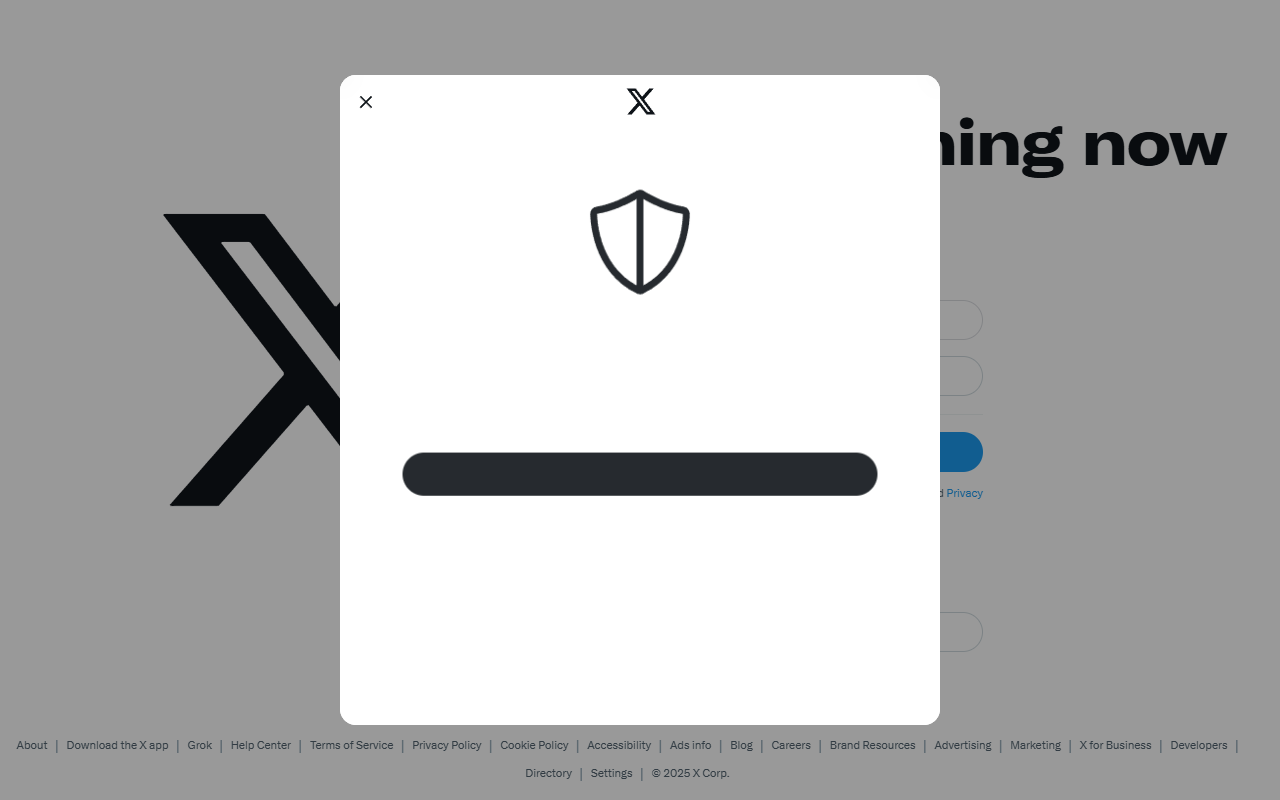 now
Privacy
About | Download the X app | Grok | Help Center | Terms of Service | Privacy Policy | Cookie Policy | Accessibility | Ads info | Blog | Careers | Brand Resources | Advertising | Marketing | X for Business | Developers |
Directory | Settings | © 2025 X Corp.